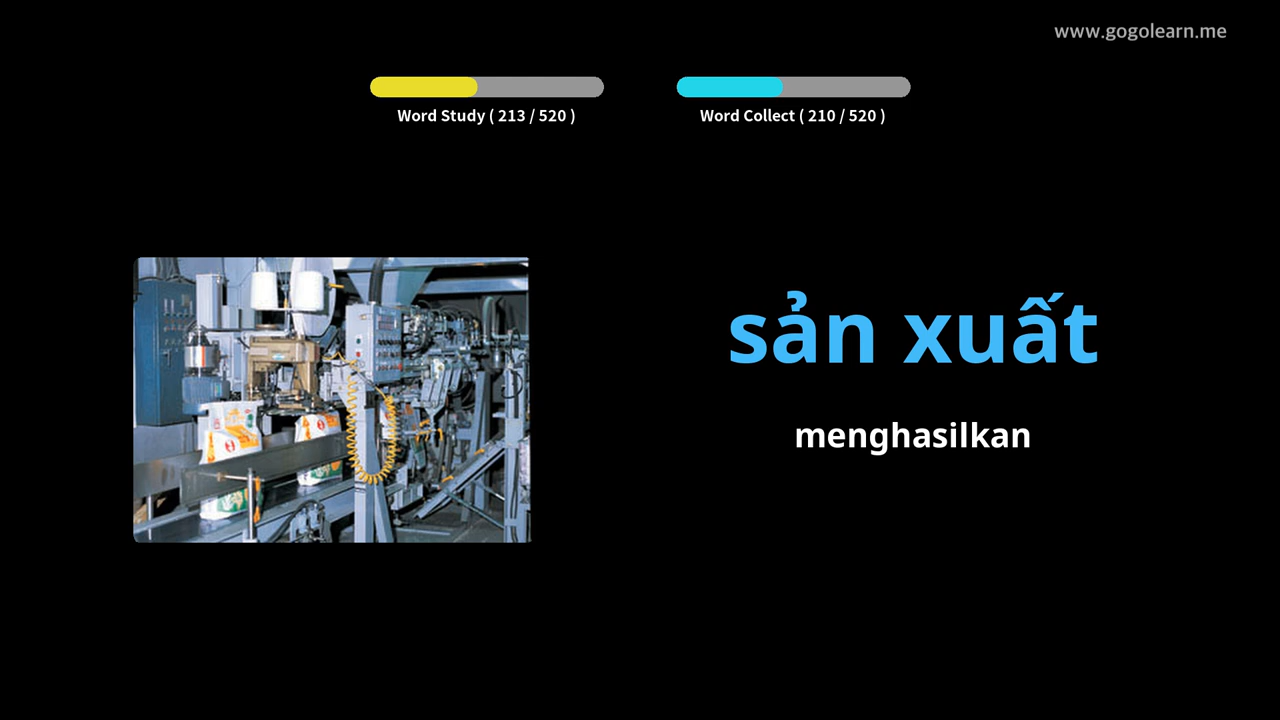 www.gogolearn.me
Word Study ( 213 / 520 )
Word Collect ( 210 / 520 )
sản xuất
menghasilkan